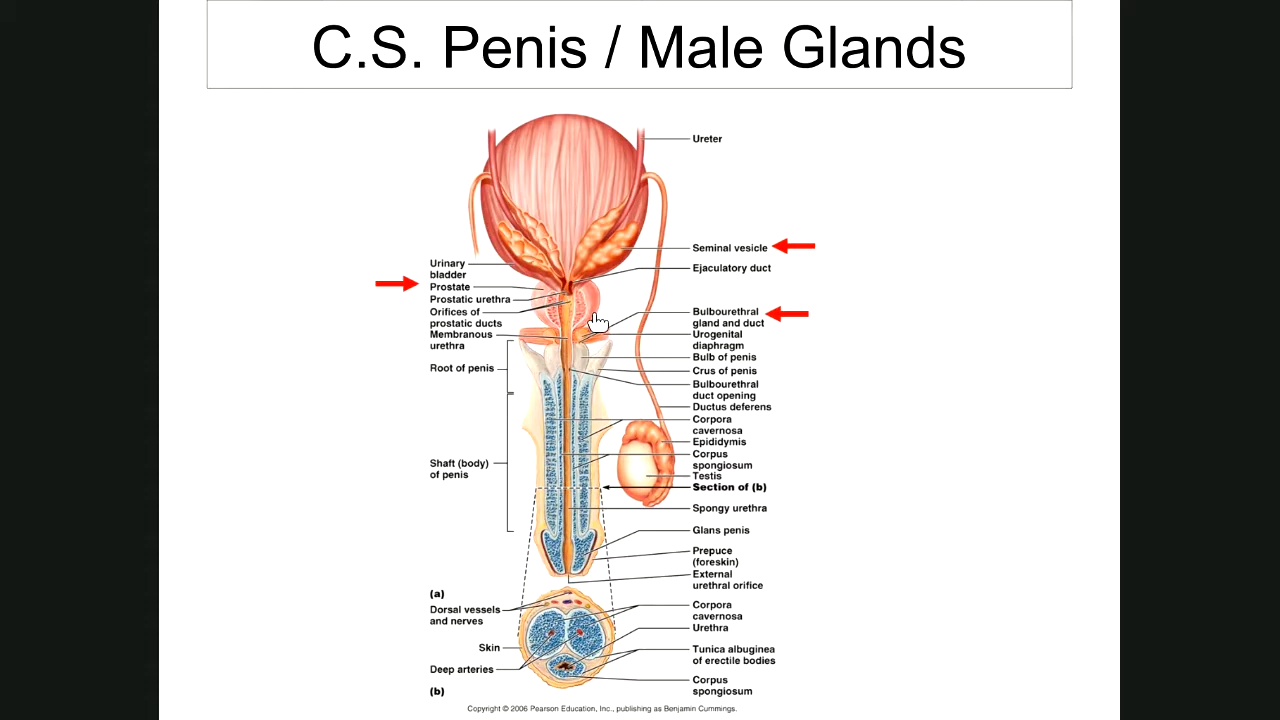 C.S. Penis / Male Glands
Ureter
Seminal vesicle
Ejaculatory duct
Urinary
bladder
Prostate
Prostatic urethra
Orifices of
prostatic ducts
Membranous
urethra
Root of penis
Shaft (body)
of penis
Bulbourethral
gland and duct
Urogenital
diaphragm
Bulb of penis
Crus of penis
Bulbourethral
duct opening
Ductus deferens
Corpora
cavernosa
Epididymis
Corpus
spongiosum
Testis
Section of (b)
Spongy urethra
Glans penis
Prepuce
(foreskin)
External
urethral orifice
(a)
Dorsal vessels
and nerves
Skin
Deep arteries
(b)
Corpora
cavernosa
Urethra
Tunica albuginea
of erectile bodies
Corpus
spongiosum
Copyright © 2006 Pearson Education, Inc., publishing as Benjamin Cummings.